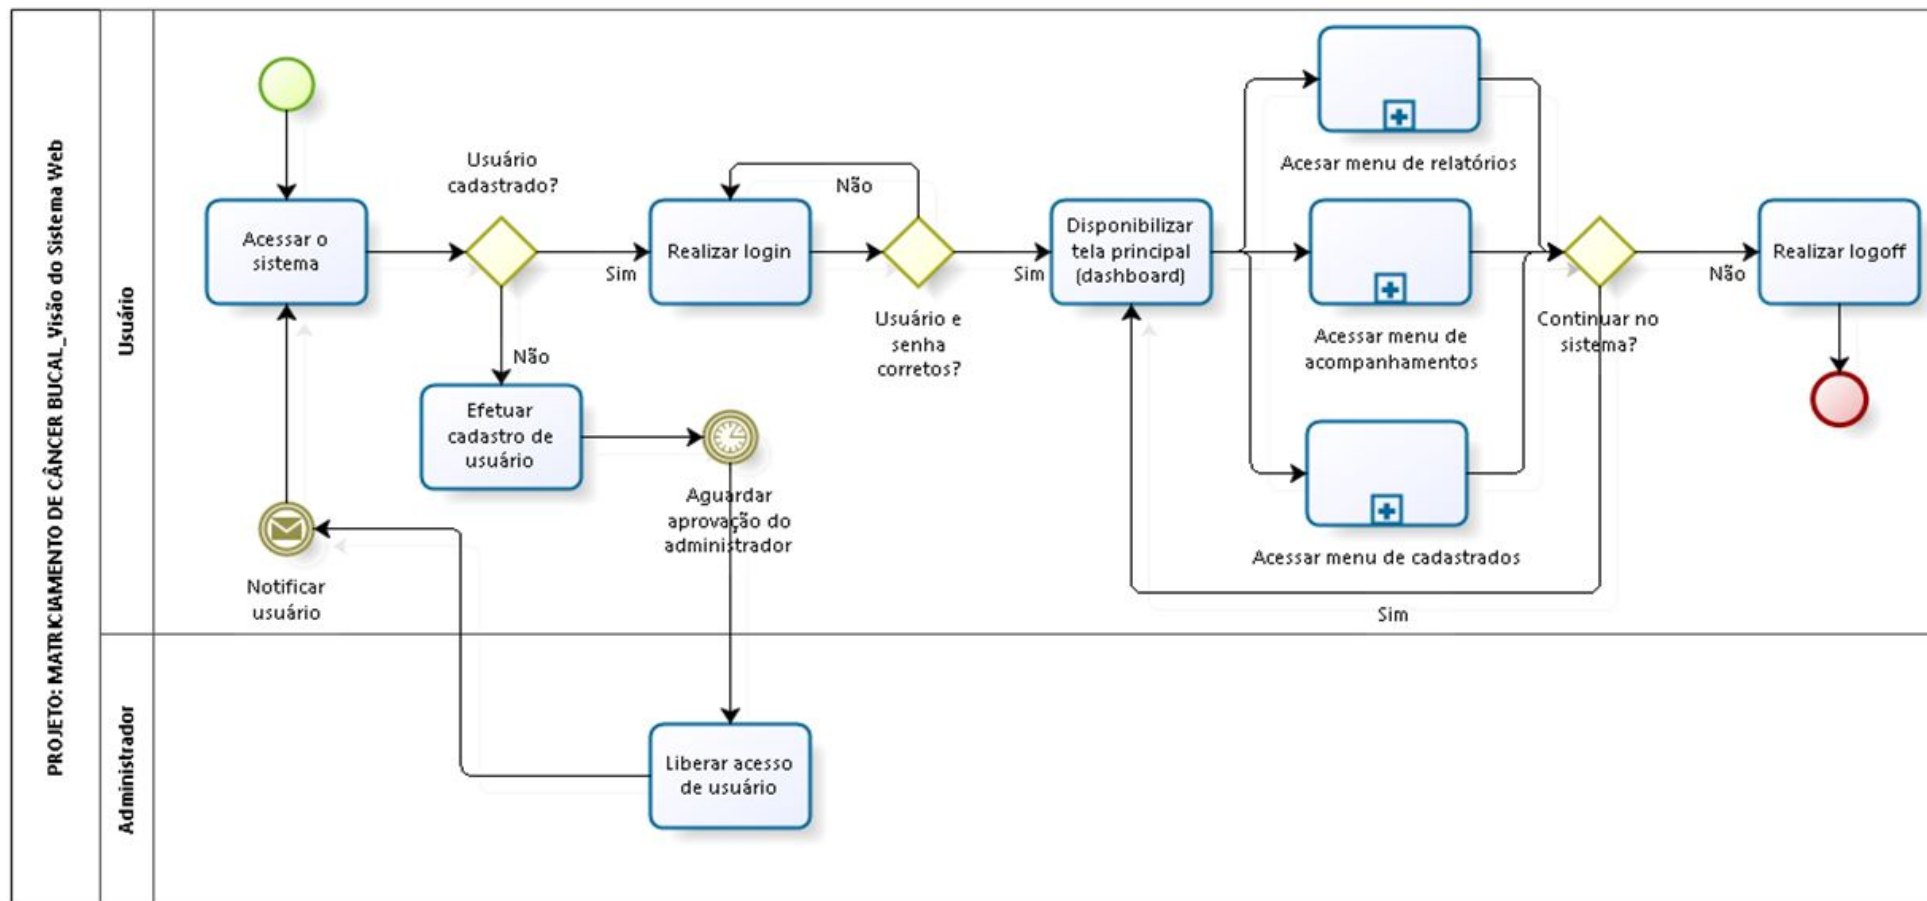 PROJETO: MATRICIAMENTO DE CÂNCER BUCAL_Visão do Sistema Web
Usuário
Acessar o
sistema
Usuário
cadastrado?
Sim
Não
Realizar login
Não
Usuário e
senha
corretos?
Sim
Disponibilizar
tela principal
(dashboard)
Acesar menu de relatórios
Acessar menu de
acompanhamentos
Acessar menu de cadastrados
Continuar no
sistema?
Não
Sim
Realizar logoff
Efetuar
cadastro de
usuário
Aguardar
aprovação do
administrador
Notificar
usuário
Administrador
Liberar acesso
de usuário